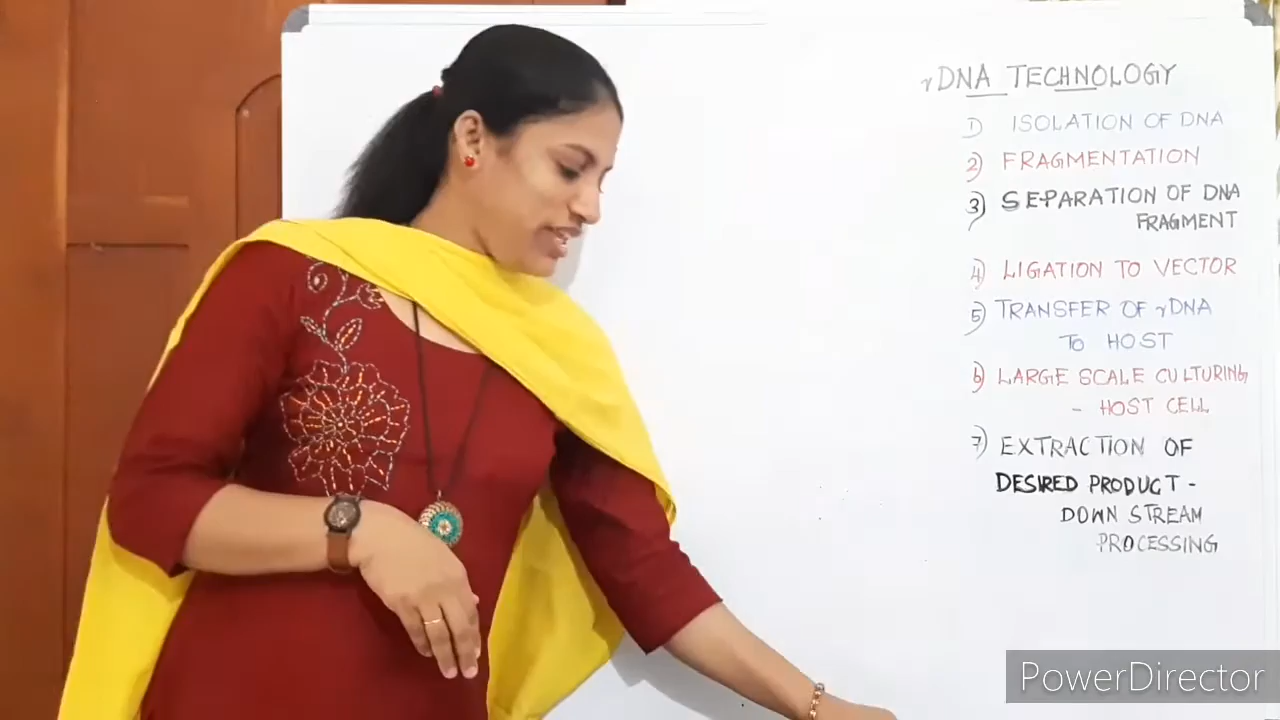 rDNA TECHNOLOGY
1) ISOLATION OF DNA
2) FRAGMENTATION
3) SEPARATION OF DNA
FRAGMENT
4) LIGATION TO VECTOR
5) TRANSFER OF rDNA
TO HOST
6) LARGE SCALE CULTURING
- HOST CELL
7) EXTRACTION OF
DESIRED PRODUCT -
DOWN STREAM
PROCESSING
PowerDirector